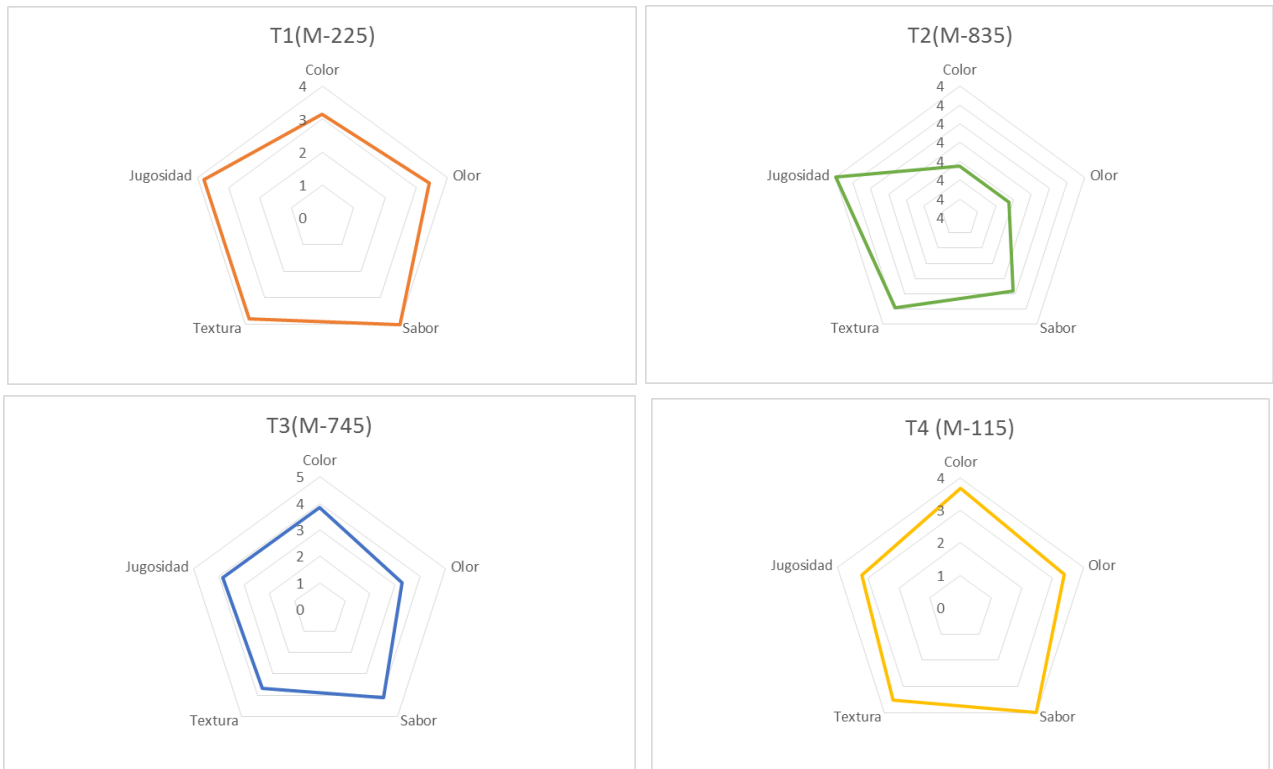 T1(M-225)
Color
4
3
2
1
0
Jugosidad
Olor
Textura
Sabor
T2(M-835)
Color
4
4
4
4
4
4
4
4
Jugosidad
Olor
Textura
Sabor
T3(M-745)
Color
5
4
3
2
1
0
Jugosidad
Olor
Textura
Sabor
T4 (M-115)
Color
4
3
2
1
0
Jugosidad
Olor
Textura
Sabor